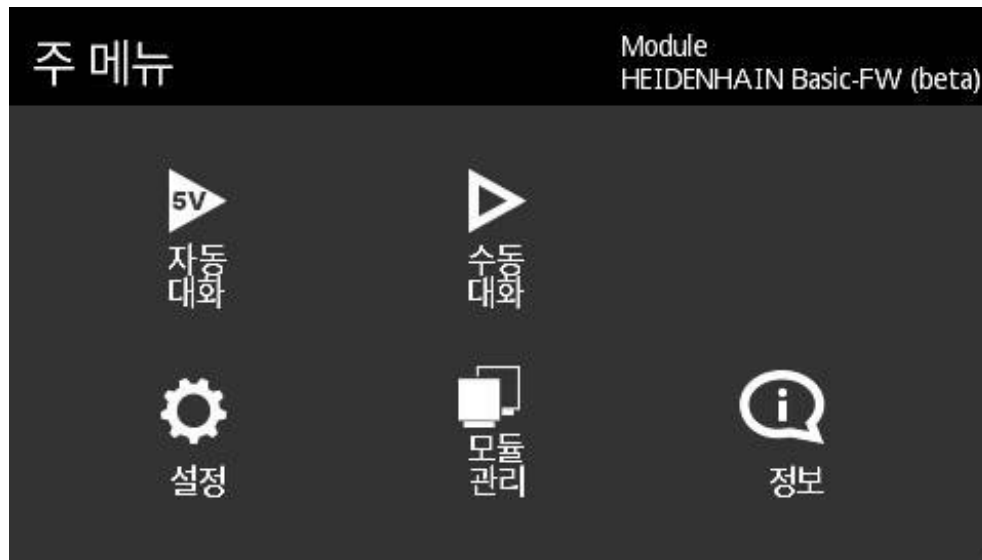 주 메뉴
Module
HEIDENHAIN Basic-FW (beta)
5V
자동
대화
수동
대화
설정
모듈
관리
정보